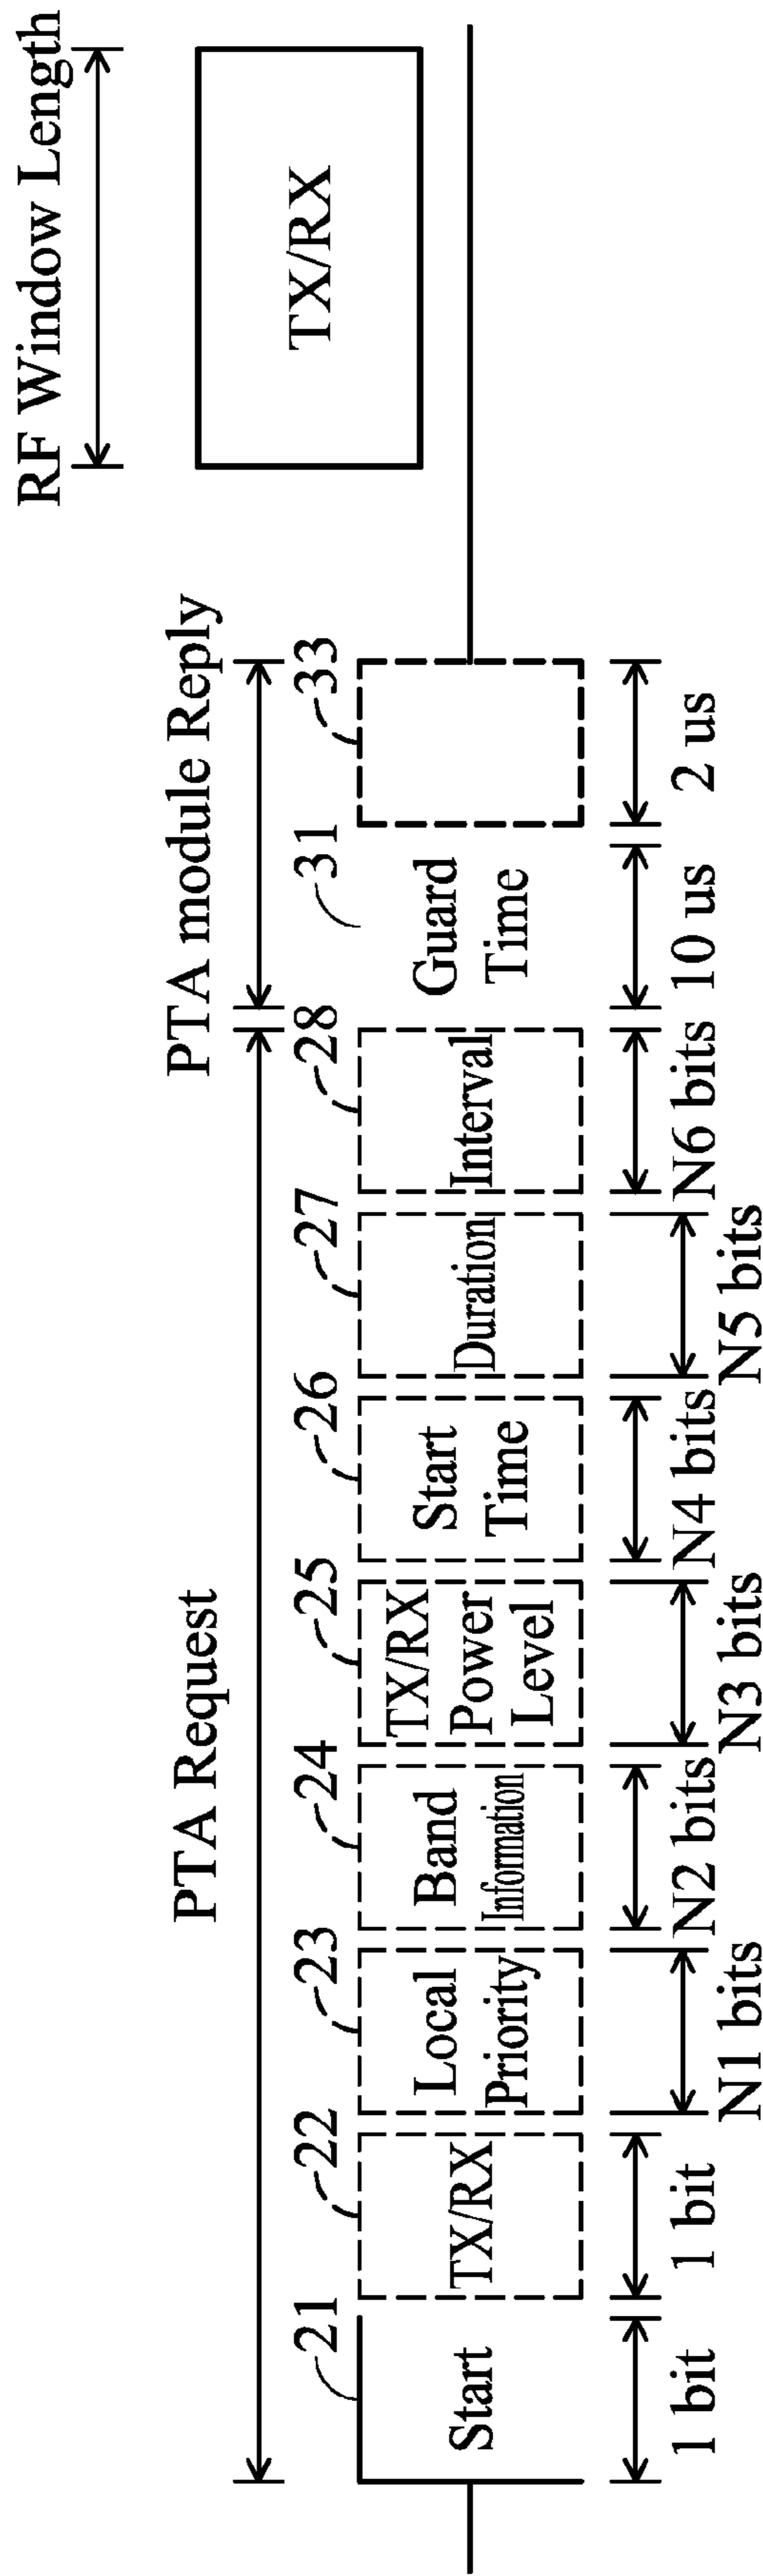 PTA Request
PTA module Reply
RF Window Length
21
22
23
24
25
26
27
28
31
33
Start
TX/RX
Local
Priority
Band
Information
TX/RX
Power
Level
Start
Time
Duration
Interval
Guard
Time
TX/RX
1 bit
1 bit
N1 bits
N2 bits
N3 bits
N4 bits
N5 bits
N6 bits
10 us
2 us